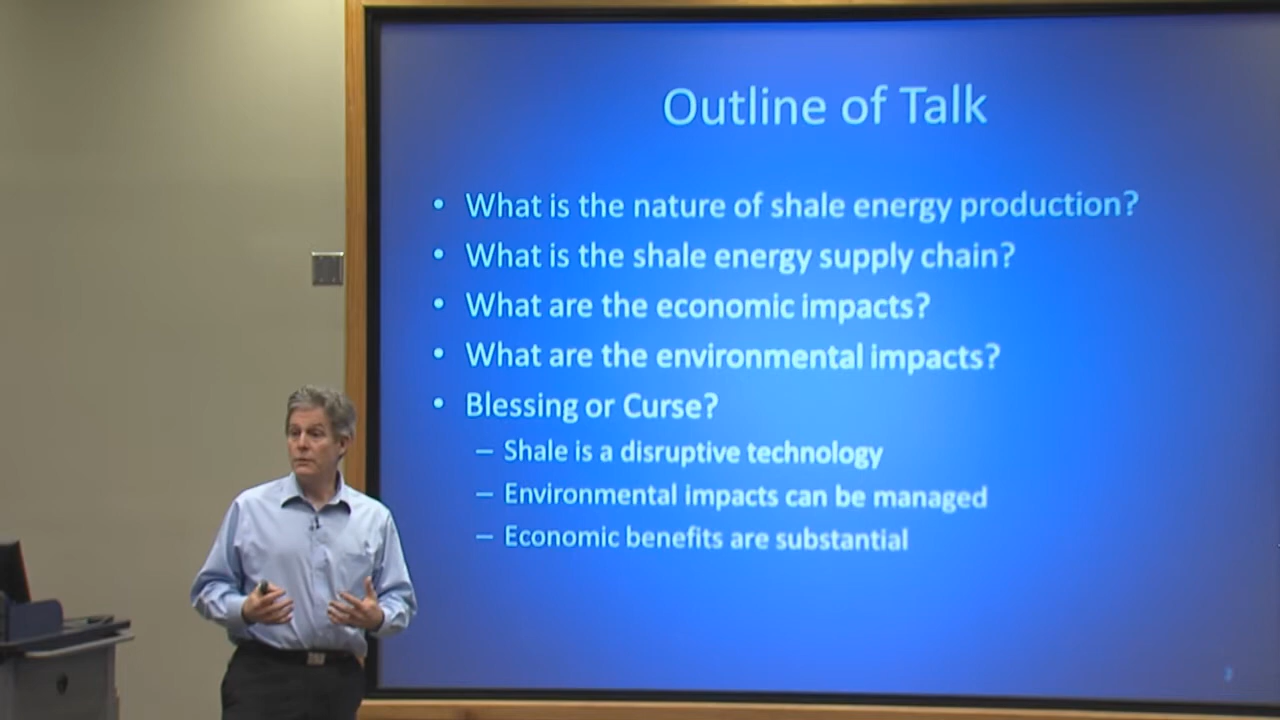 Outline of Talk
• What is the nature of shale energy production?
• What is the shale energy supply chain?
• What are the economic impacts?
• What are the environmental impacts?
• Blessing or Curse?
– Shale is a disruptive technology
– Environmental impacts can be managed
– Economic benefits are substantial